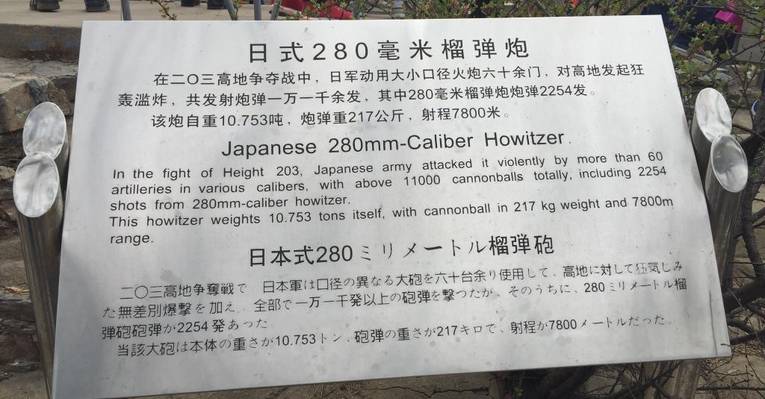 日式280毫米榴弹炮
在二〇三高地争夺战中，日军动用大小口径火炮六十余门，对高地发起狂
轰滥炸，共发射炮弹一万一千余发，其中280毫米榴弹炮炮弹2254发。
该炮自重10.753吨，炮弹重217公斤，射程7800米。
Japanese 280mm-Caliber Howitzer
In the fight of Height 203, Japanese army attacked it violently by more than 60
artilleries in various calibers, with above 11000 cannonballs totally, including 2254
shots from 280mm-caliber howitzer.
This howitzer weights 10.753 tons itself, with cannonball in 217 kg weight and 7800m
range.
日本式280ミリメートル榴弾砲
二〇三高地争奪戦で、日本軍は口径の異なる大砲を六十台余り使用して、高地に対して狂気じみ
た無差別爆撃を加え、全部で一万一千発以上の砲弾を撃つたが、そのうちに、280ミリメートル榴
弾砲砲弾が2254発あった。
当該大砲は本体の重さが10.753トン、砲弾の重さが217キロで、射程が7800メートルだった。